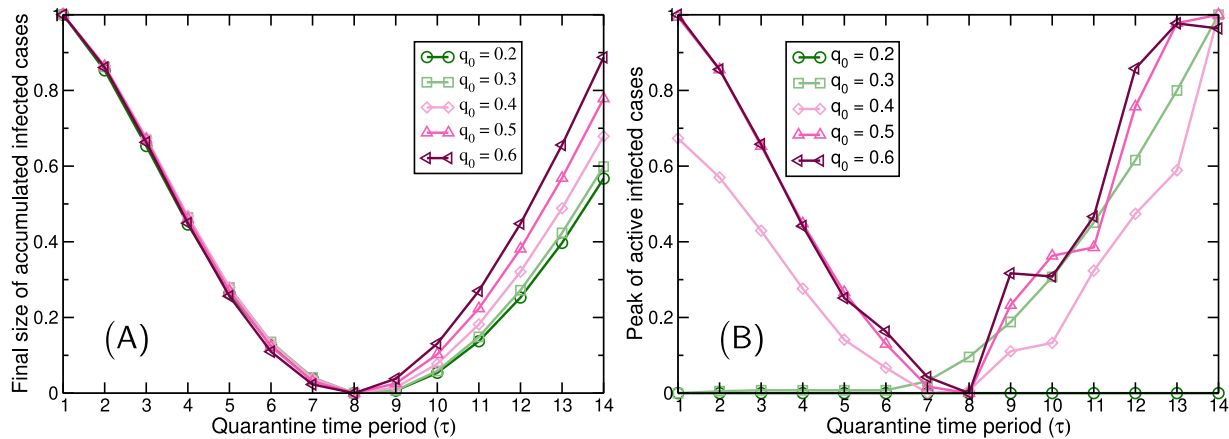 Final size of accumulated infected cases
1
0.8
0.6
0.4
0.2
0
1 2 3 4 5 6 7 8 9 10 11 12 13 14
Quarantine time period (τ)
(A)
q0 = 0.2
q0 = 0.3
q0 = 0.4
q0 = 0.5
q0 = 0.6
Peak of active infected cases
1
0.8
0.6
0.4
0.2
0
1 2 3 4 5 6 7 8 9 10 11 12 13 14
Quarantine time period (τ)
(B)
q0 = 0.2
q0 = 0.3
q0 = 0.4
q0 = 0.5
q0 = 0.6